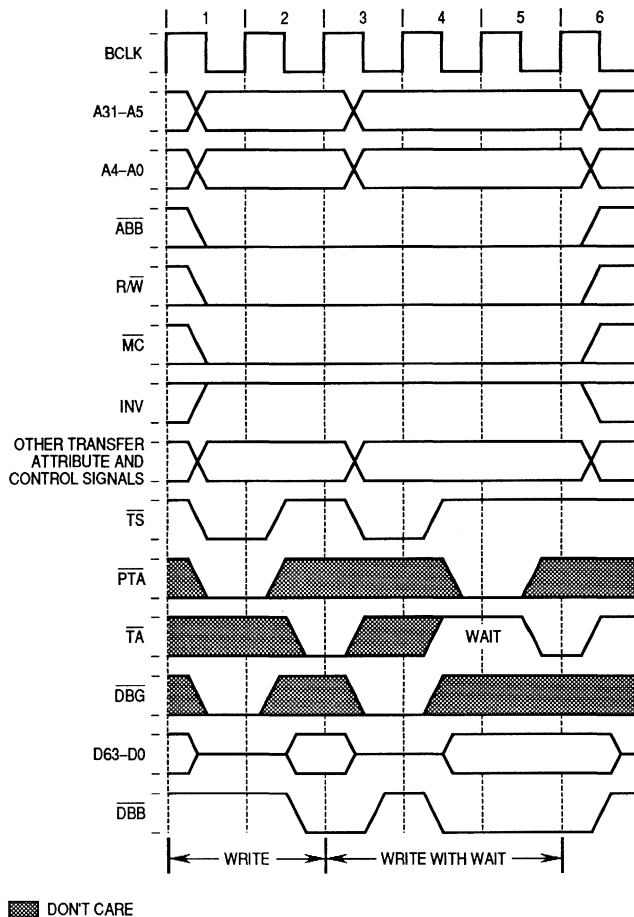 1 2 3 4 5 6
BCLK
A31–A5
A4–A0
ABB
R/W
MC
INV
OTHER TRANSFER
ATTRIBUTE AND
CONTROL SIGNALS
TS
PTA
TA
WAIT
DBG
D63–D0
DBB
WRITE WRITE WITH WAIT
DON'T CARE